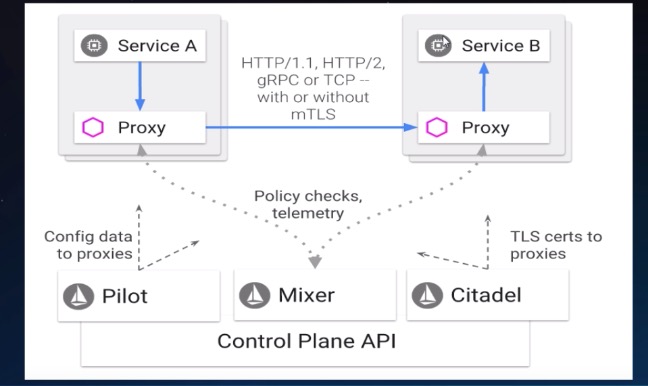 Service A
Service B
HTTP/1.1, HTTP/2,
gRPC or TCP --
with or without
mTLS
Proxy
Proxy
Policy checks,
telemetry
Config data
to proxies
TLS certs to
proxies
Pilot
Mixer
Citadel
Control Plane API